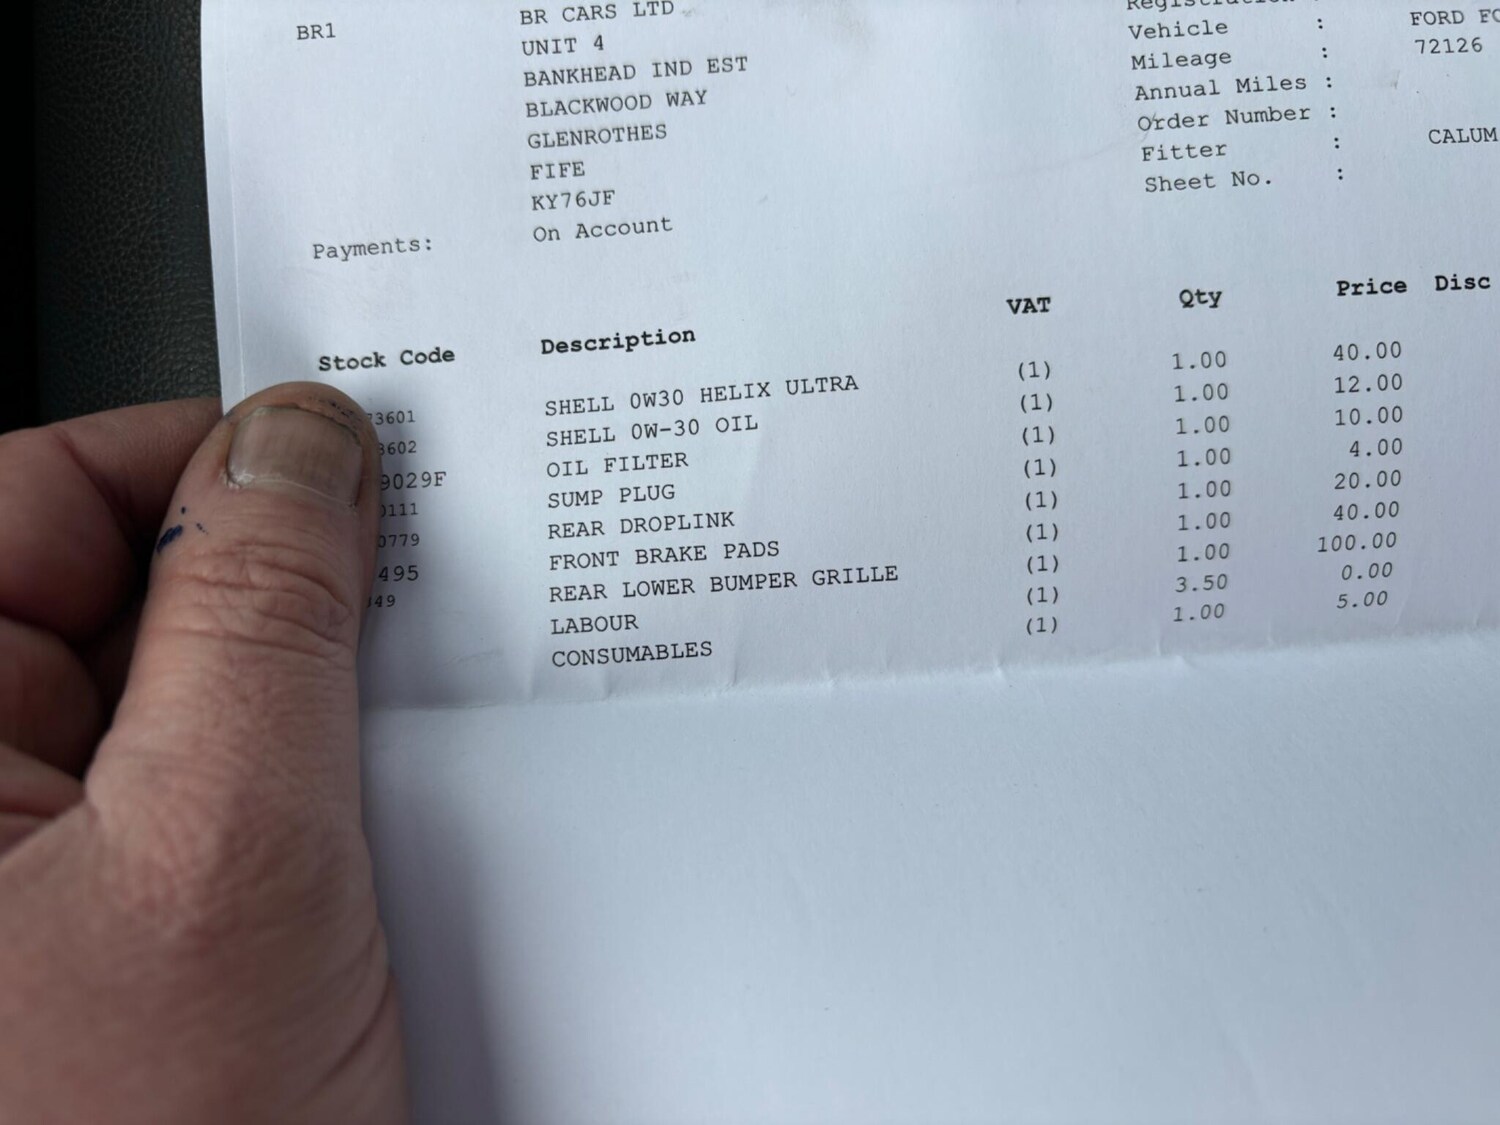 BR1
BR CARS LTD
UNIT 4
BANKHEAD IND EST
BLACKWOOD WAY
GLENROTHES
FIFE
KY76JF
Payments: On Account
Vehicle : FORD
Mileage : 72126
Annual Miles :
Order Number :
Fitter : CALUM
Sheet No. :
Stock Code Description VAT Qty Price Disc
3601 SHELL 0W30 HELIX ULTRA (1) 1.00 40.00
3602 SHELL 0W-30 OIL (1) 1.00 12.00
9029F OIL FILTER (1) 1.00 10.00
0111 SUMP PLUG (1) 1.00 4.00
0779 REAR DROPLINK (1) 1.00 20.00
495 FRONT BRAKE PADS (1) 1.00 40.00
49 REAR LOWER BUMPER GRILLE (1) 1.00 100.00
LABOUR (1) 3.50 0.00
CONSUMABLES (1) 1.00 5.00